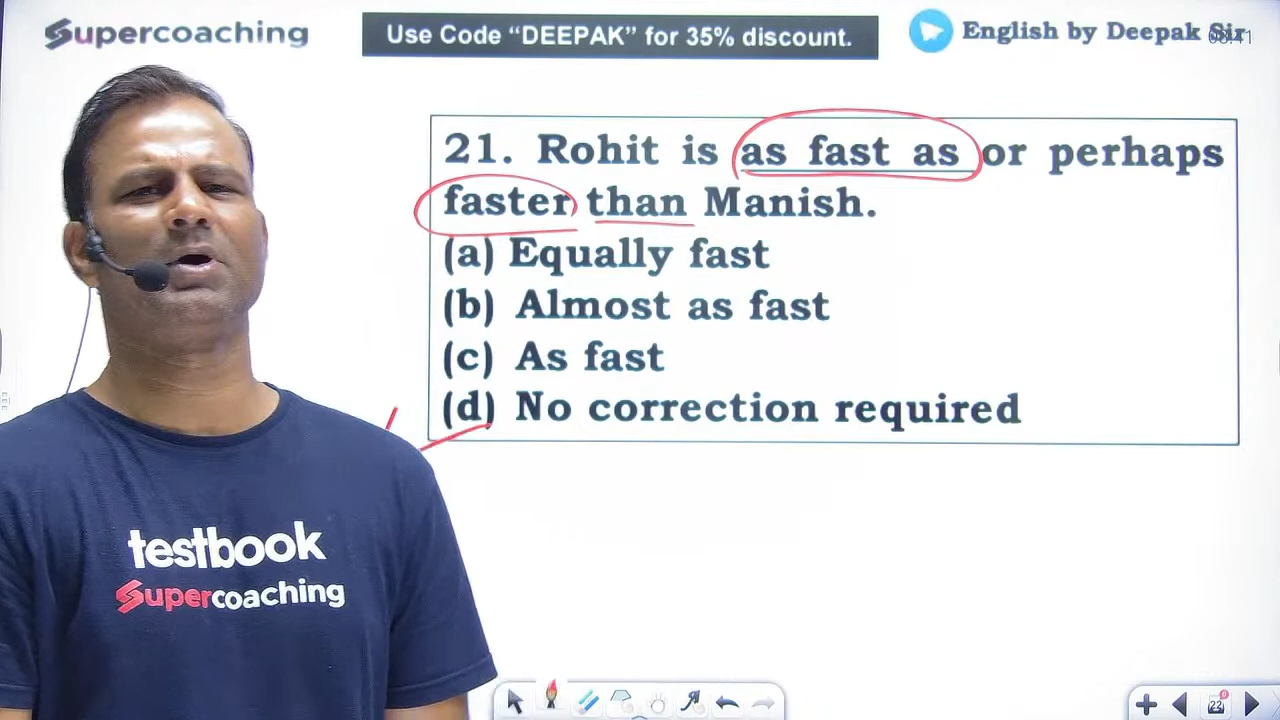 Supercoaching
Use Code “DEEPAK” for 35% discount.
English by Deepak Sir
21. Rohit is as fast as or perhaps
faster than Manish.
(a) Equally fast
(b) Almost as fast
(c) As fast
(d) No correction required
testbook
Supercoaching
22